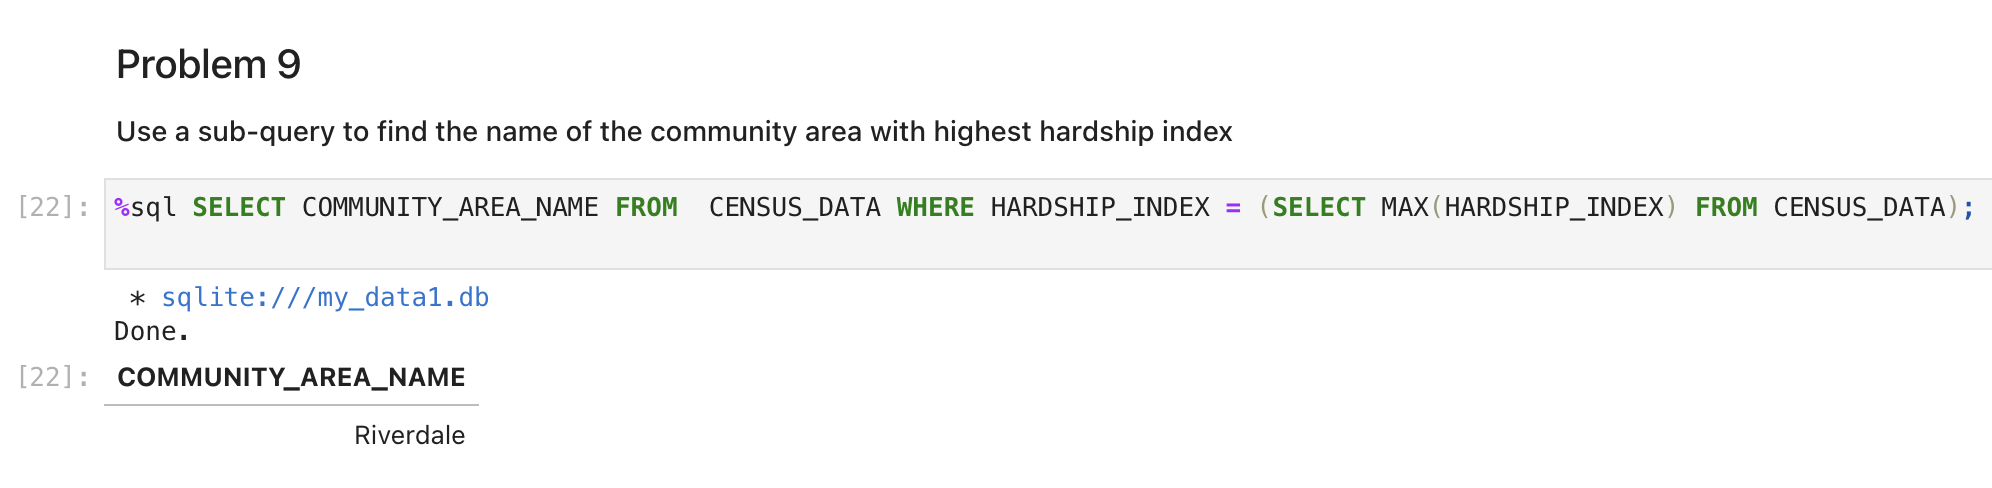 Problem 9
Use a sub-query to find the name of the community area with highest hardship index
[22]: %sql SELECT COMMUNITY_AREA_NAME FROM  CENSUS_DATA WHERE HARDSHIP_INDEX = (SELECT MAX(HARDSHIP_INDEX) FROM CENSUS_DATA);
* sqlite:///my_data1.db
Done.
[22]: COMMUNITY_AREA_NAME
Riverdale